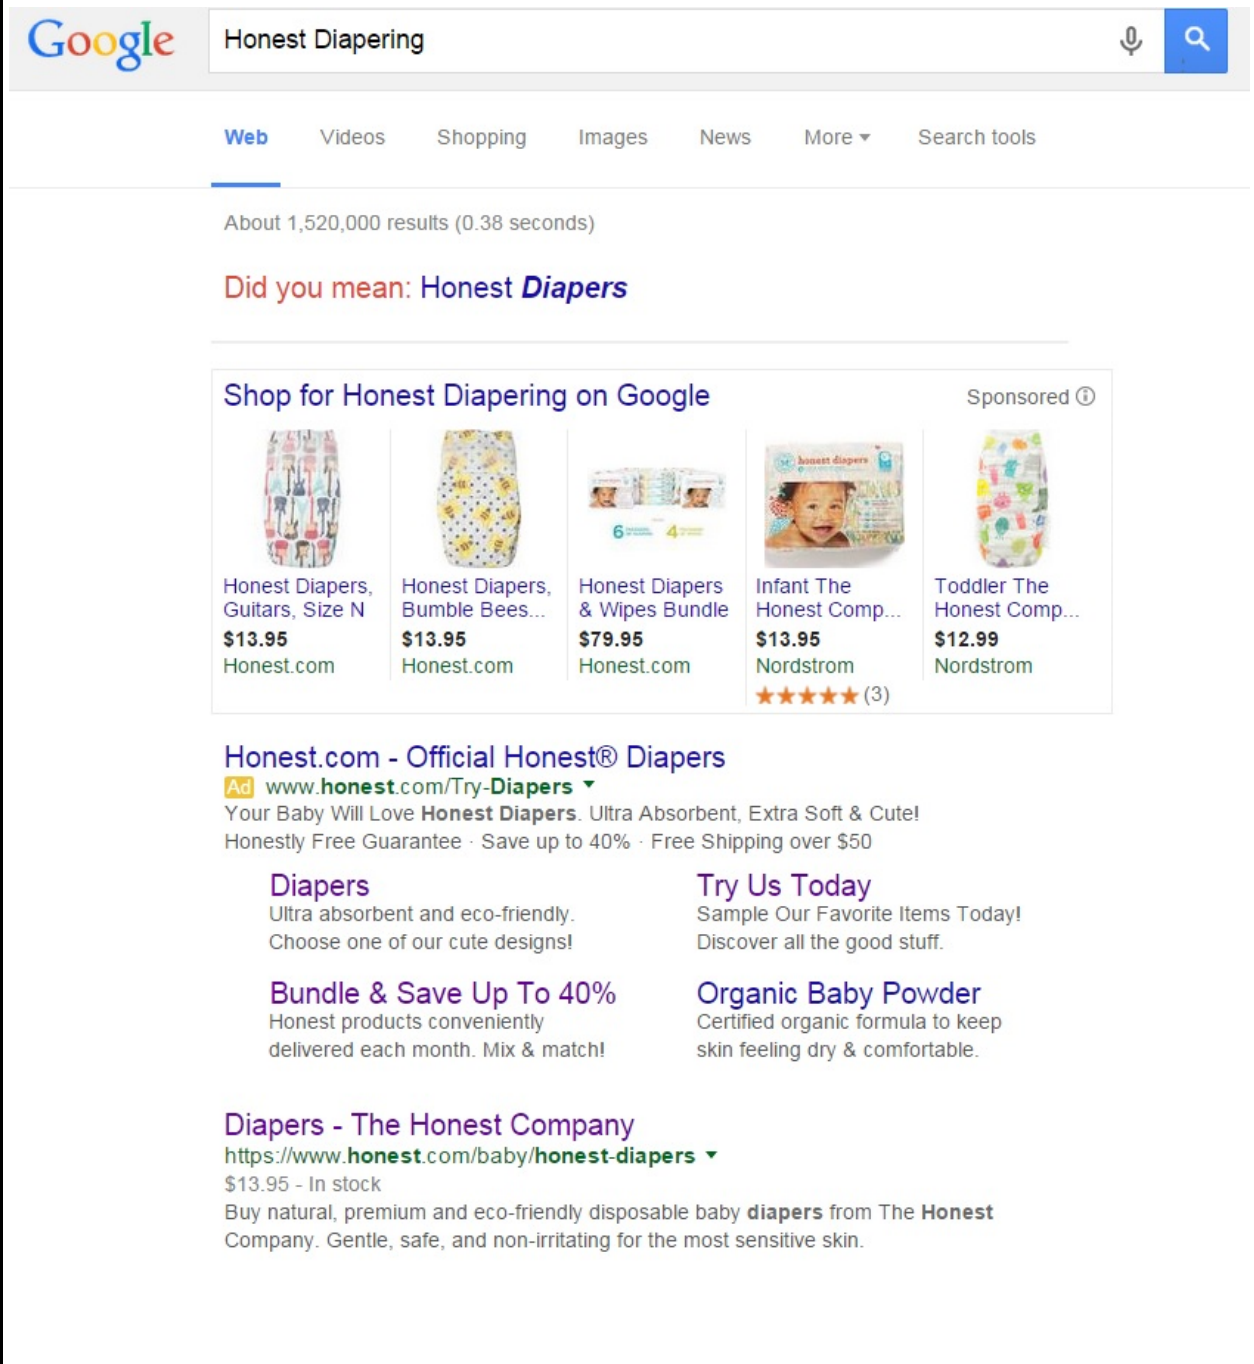 Google
Honest Diapering
Web Videos Shopping Images News More Search tools
About 1,520,000 results (0.38 seconds)
Did you mean: Honest Diapers
Shop for Honest Diapering on Google
Sponsored
honest diapers
6
4
Honest Diapers,
Guitars, Size N
$13.95
Honest.com
Honest Diapers,
Bumble Bees...
$13.95
Honest.com
Honest Diapers
& Wipes Bundle
$79.95
Honest.com
Infant The
Honest Comp...
$13.95
Nordstrom
(3)
Toddler The
Honest Comp...
$12.99
Nordstrom
Honest.com - Official Honest® Diapers
Ad www.honest.com/Try-Diapers
Your Baby Will Love Honest Diapers. Ultra Absorbent, Extra Soft & Cute!
Honestly Free Guarantee · Save up to 40% · Free Shipping over $50
Diapers
Ultra absorbent and eco-friendly.
Choose one of our cute designs!
Try Us Today
Sample Our Favorite Items Today!
Discover all the good stuff.
Bundle & Save Up To 40%
Honest products conveniently
delivered each month. Mix & match!
Organic Baby Powder
Certified organic formula to keep
skin feeling dry & comfortable.
Diapers - The Honest Company
https://www.honest.com/baby/honest-diapers
$13.95 - In stock
Buy natural, premium and eco-friendly disposable baby diapers from The Honest
Company. Gentle, safe, and non-irritating for the most sensitive skin.